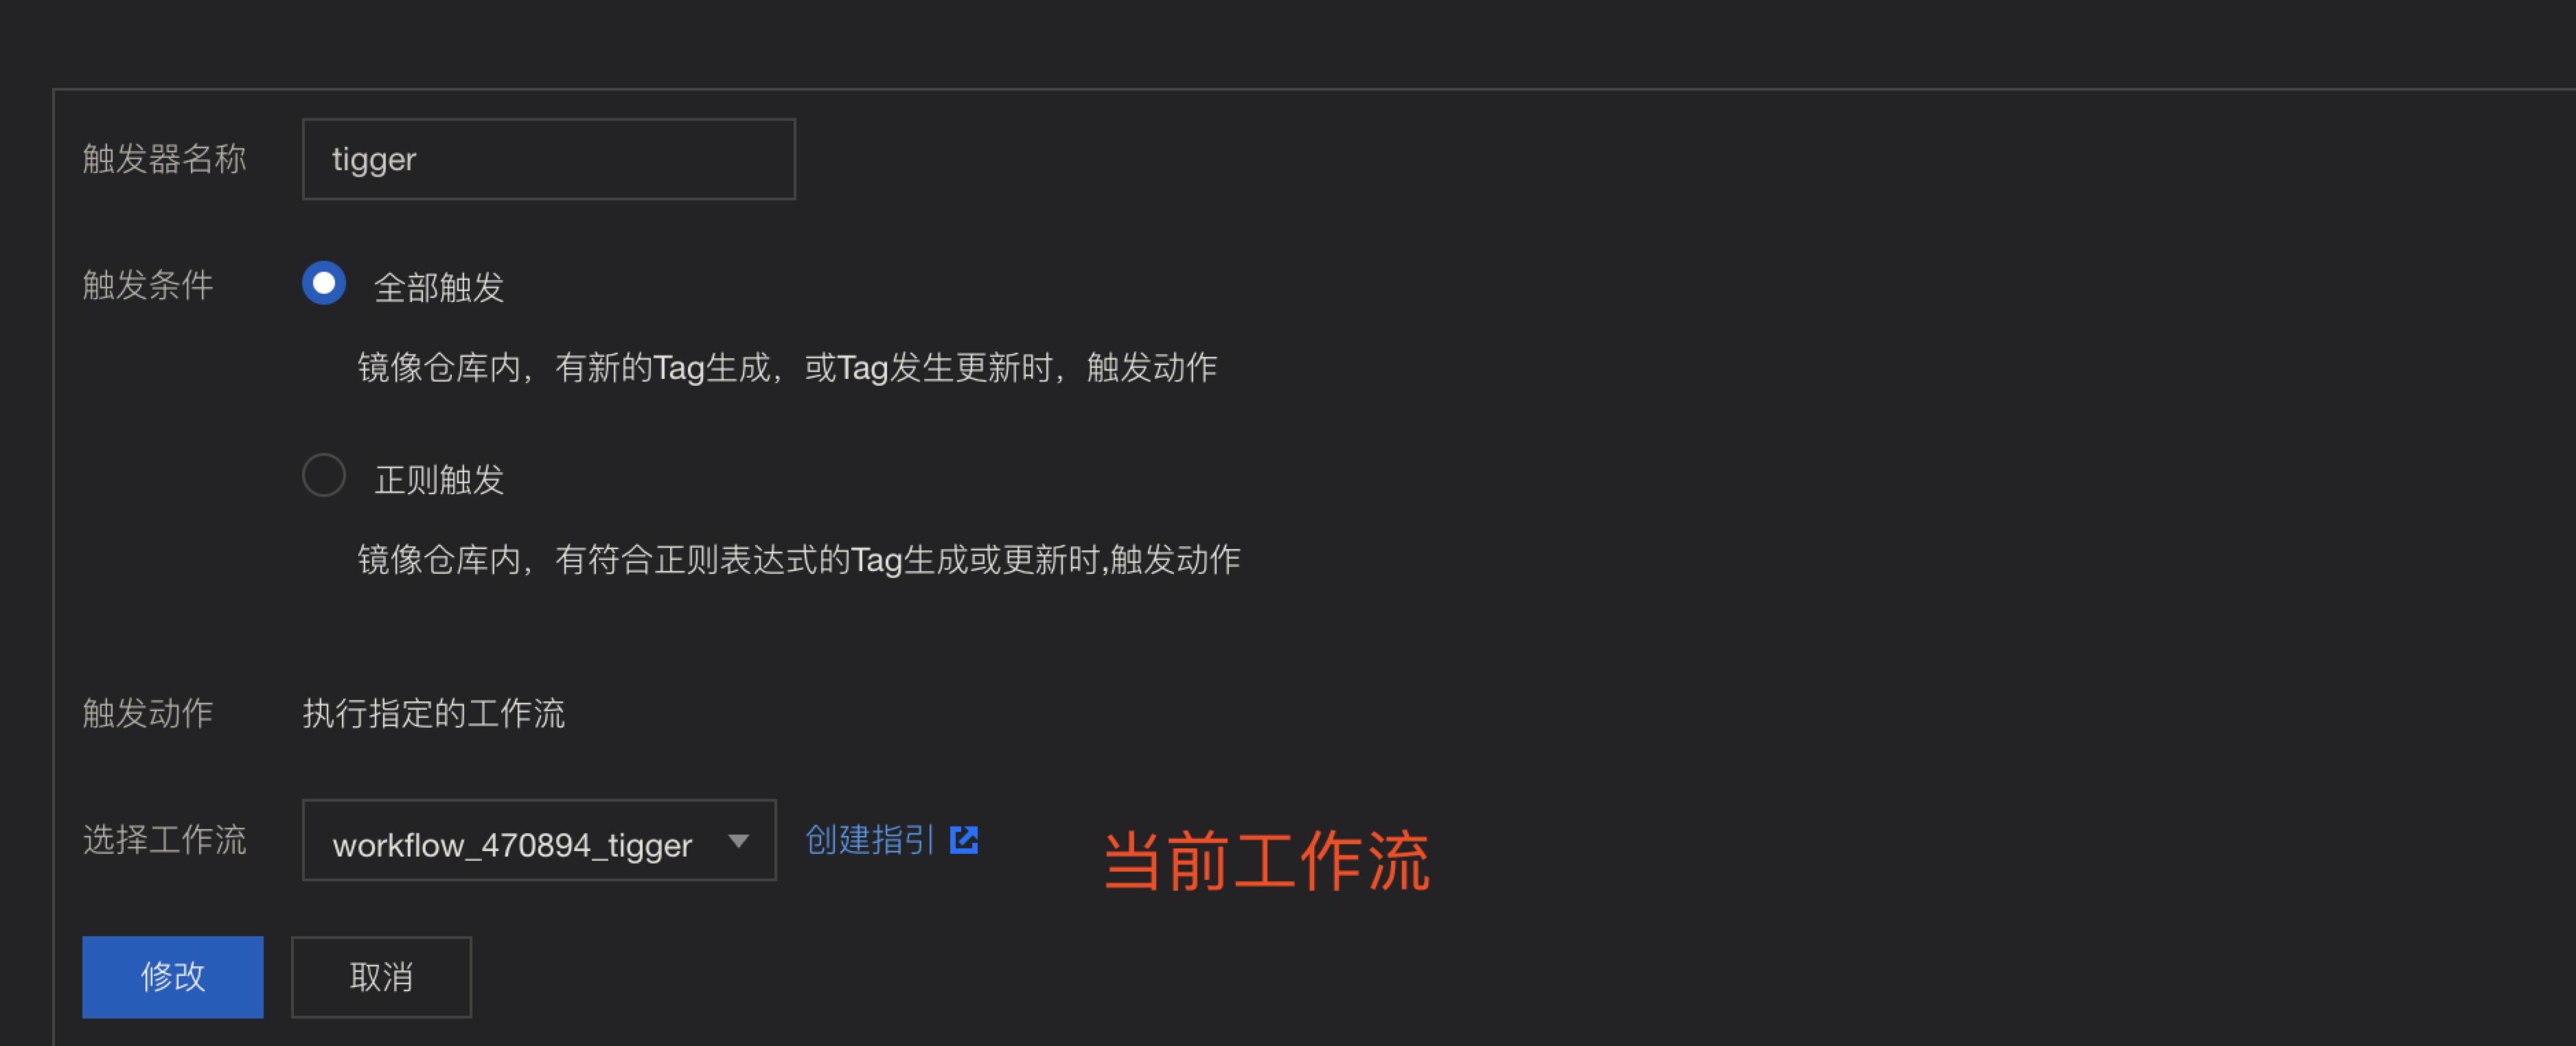 触发器名称 tigger
触发条件 全部触发
镜像仓库内，有新的Tag生成，或Tag发生更新时，触发动作
正则触发
镜像仓库内，有符合正则表达式的Tag生成或更新时,触发动作
触发动作 执行指定的工作流
选择工作流 workflow_470894_tigger 创建指引 当前工作流
修改 取消